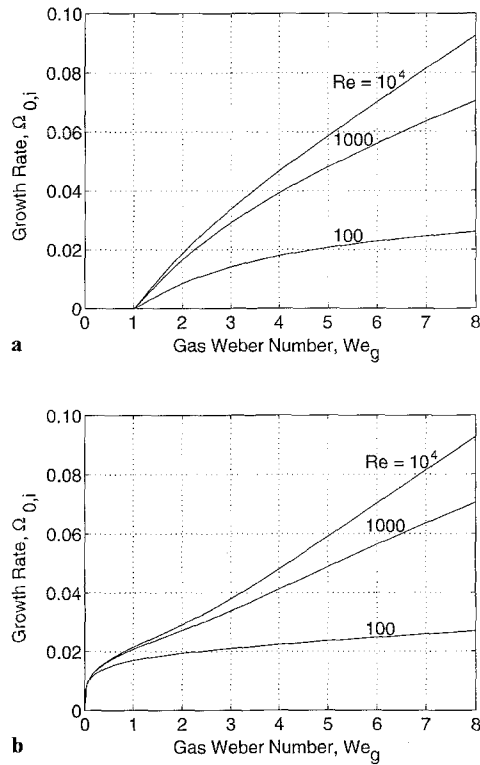 0.10
0.08
0.06
0.04
0.02
0
Growth Rate, Ω0,i
Re = 10⁴
1000
100
0 1 2 3 4 5 6 7 8
a
Gas Weber Number, We_g
0.10
0.08
0.06
0.04
0.02
0
Growth Rate, Ω0,i
Re = 10⁴
1000
100
0 1 2 3 4 5 6 7 8
b
Gas Weber Number, We_g